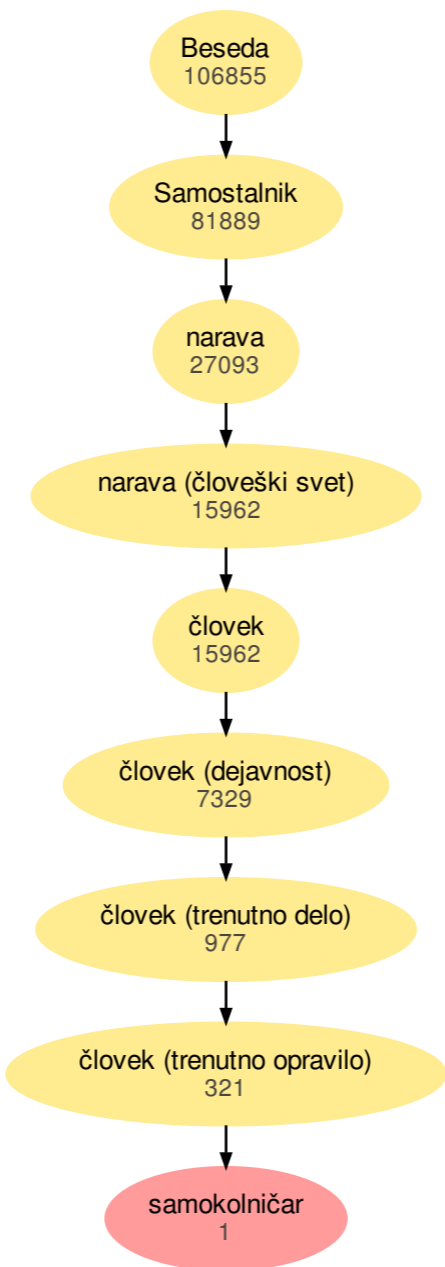 Beseda
106855
Samostalnik
81889
narava
27093
narava (človeški svet)
15962
človek
15962
človek (dejavnost)
7329
človek (trenutno delo)
977
človek (trenutno opravilo)
321
samokolničar
1